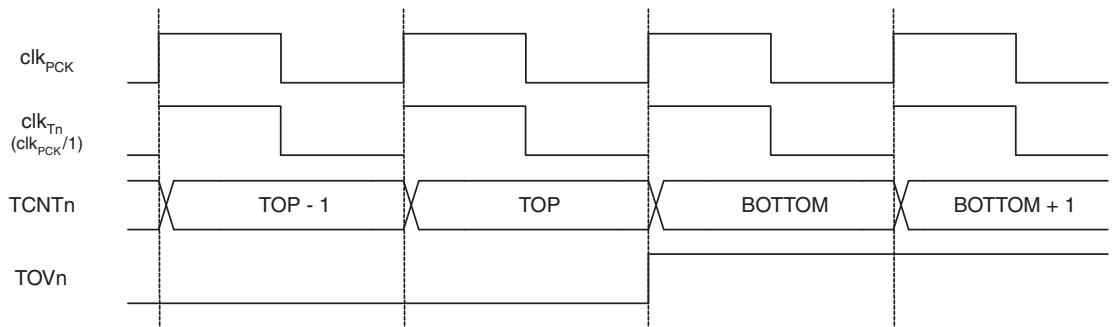 clkPCK
clkTn
(clkPCK/1)
TCNTn TOP - 1 TOP BOTTOM BOTTOM + 1
TOVn